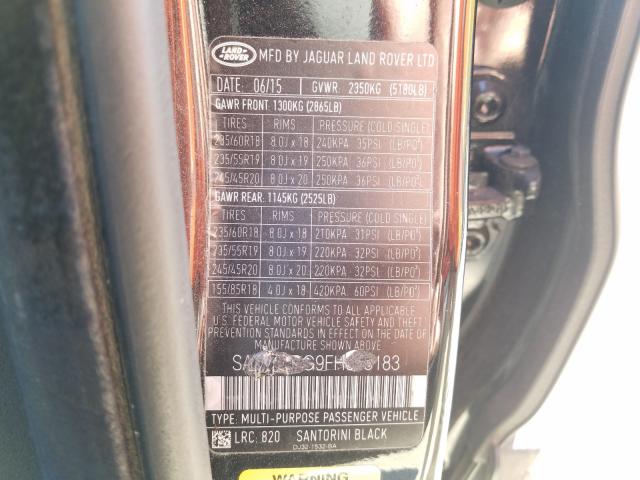 LAND ROVER
MFD BY JAGUAR LAND ROVER LTD
DATE: 06/15 GVWR 2350KG (5180LB)
GAWR FRONT: 1300KG (2865LB)
TIRES RIMS PRESSURE (COLD SINGLE)
235/60R18 8.0J x 18 240KPA 35PSI (LB/PO²)
235/55R19 8.0J x 19 250KPA 36PSI (LB/PO²)
245/45R20 8.0J x 20 250KPA 36PSI (LB/PO²)
GAWR REAR: 1145KG (2525LB)
TIRES RIMS PRESSURE (COLD SINGLE)
235/60R18 8.0J x 18 210KPA 31PSI (LB/PO²)
235/55R19 8.0J x 19 220KPA 32PSI (LB/PO²)
245/45R20 8.0J x 20 220KPA 32PSI (LB/PO²)
155/85R18 4.0J x 18 420KPA 60PSI (LB/PO²)
THIS VEHICLE CONFORMS TO ALL APPLICABLE
U.S. FEDERAL MOTOR VEHICLE SAFETY AND THEFT
PREVENTION STANDARDS IN EFFECT ON THE DATE OF
MANUFACTURE.
TYPE: MULTI-PURPOSE PASSENGER VEHICLE
LRC: 820 SANTORINI BLACK
WARNING